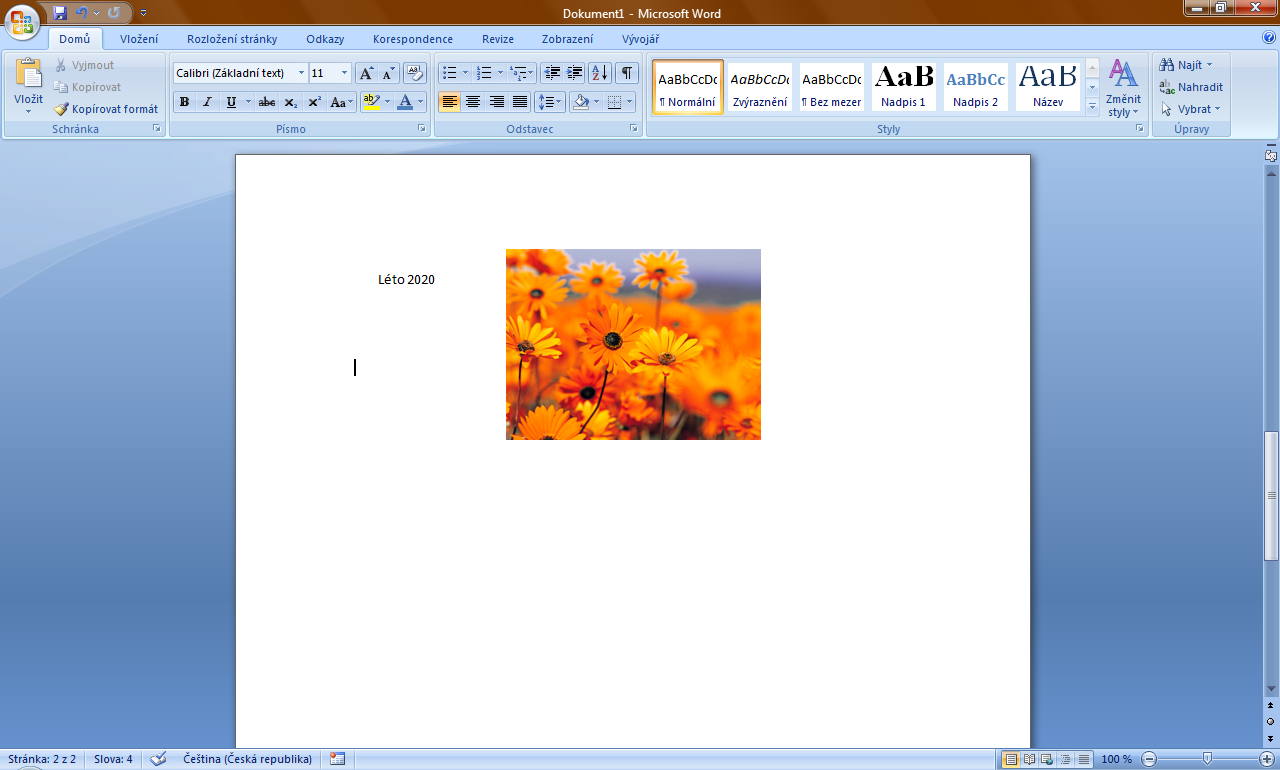 Dokument1 - Microsoft Word
Domů Vložení Rozložení stránky Odkazy Korespondence Revize Zobrazení Vývojář
Vložit
Vyjmout
Kopírovat
Kopírovat formát
Schránka
Calibri (Základní text) 11
Písmo
Odstavec
AaBbCcDc AaBbCcDc AaBbCcDc AaB AaBbCc AaB
¶ Normální Zvýraznění ¶ Bez mezer Nadpis 1 Nadpis 2 Název
Změnit styly
Styly
Najít
Nahradit
Vybrat
Úpravy
Léto 2020
Stránka: 2 z 2 Slova: 4 Čeština (Česká republika) 100 %